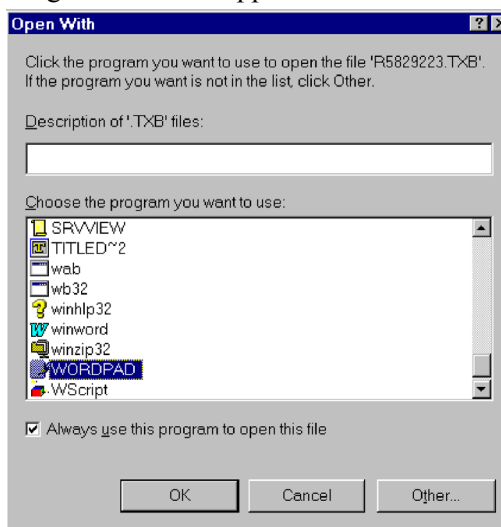 Open With
Click the program you want to use to open the file 'R5829223.TXB'.
If the program you want is not in the list, click Other.
Description of '.TXB' files:
Choose the program you want to use:
SRVVIEW
TITLED~2
wab
wb32
winhlp32
winword
winzip32
WORDPAD
WScript
Always use this program to open this file
OK Cancel Other...